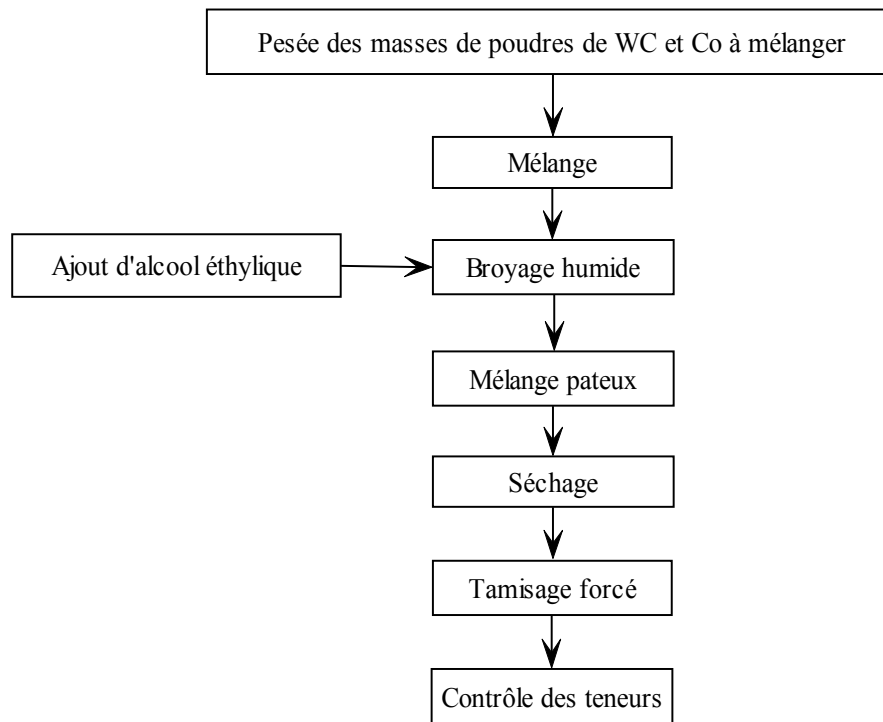 Pesée des masses de poudres de WC et Co à mélanger
Mélange
Ajout d'alcool éthylique
Broyage humide
Mélange pateux
Séchage
Tamisage forcé
Contrôle des teneurs